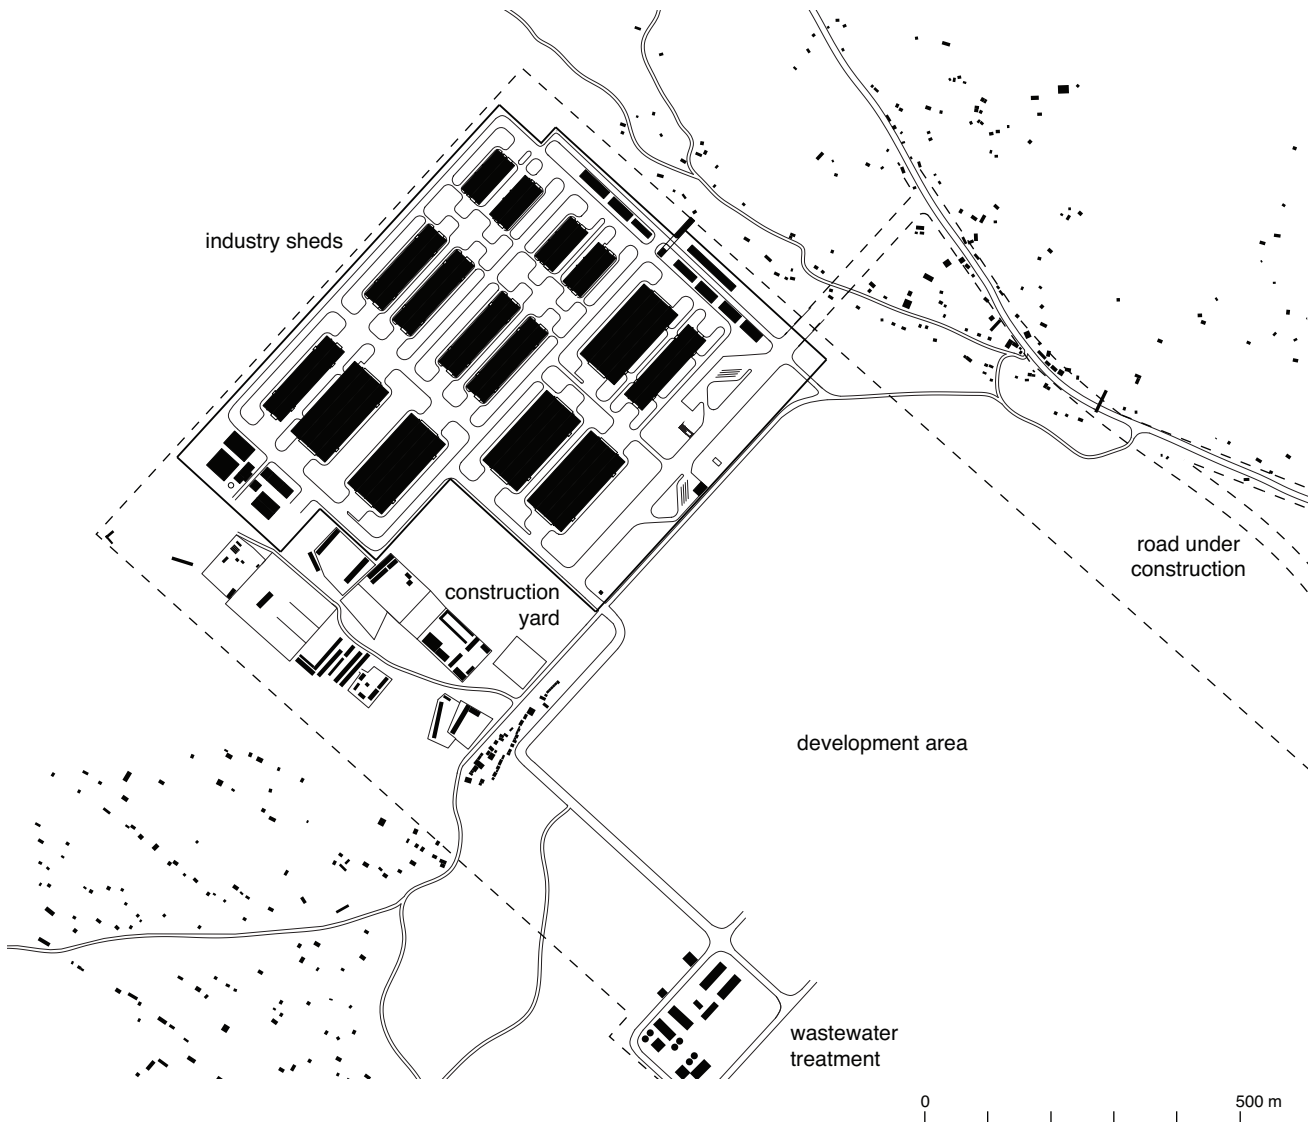 industry sheds
road under
construction
construction
yard
development area
wastewater
treatment
0
500 m